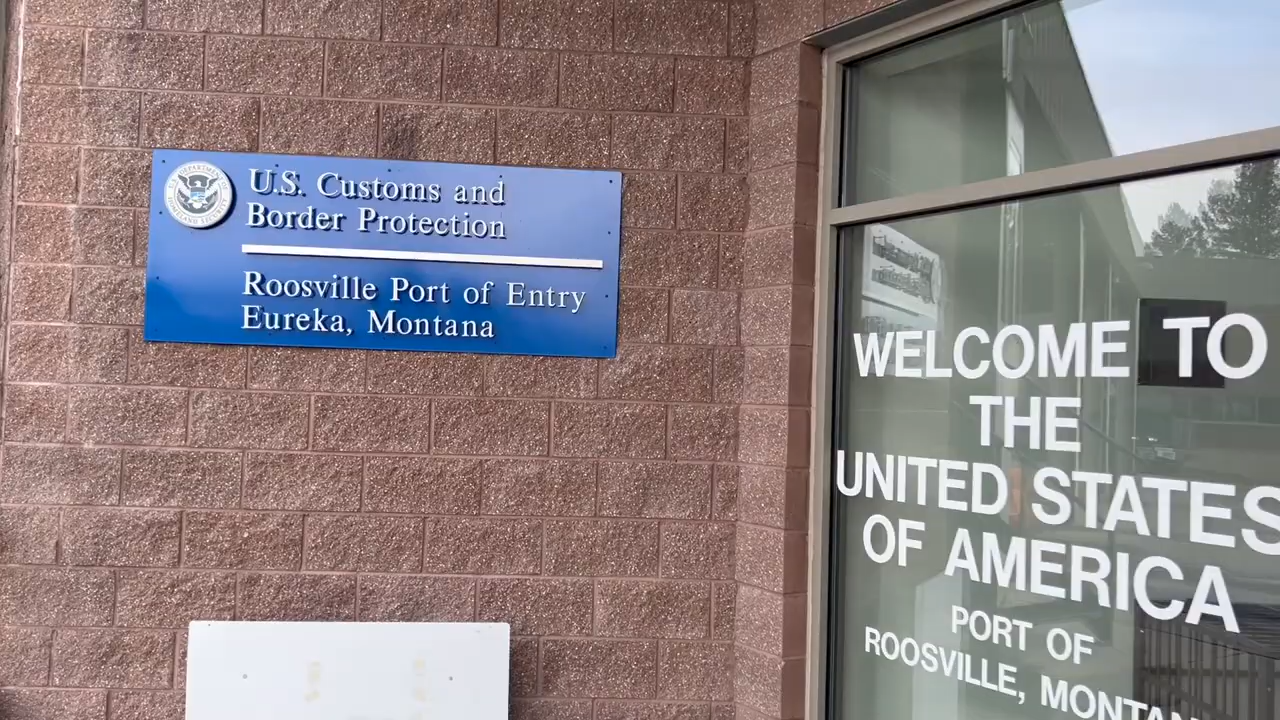 U.S. Customs and
Border Protection
Roosville Port of Entry
Eureka, Montana
WELCOME TO
THE
UNITED STATES
OF AMERICA
PORT OF
ROOSVILLE, MONTAN